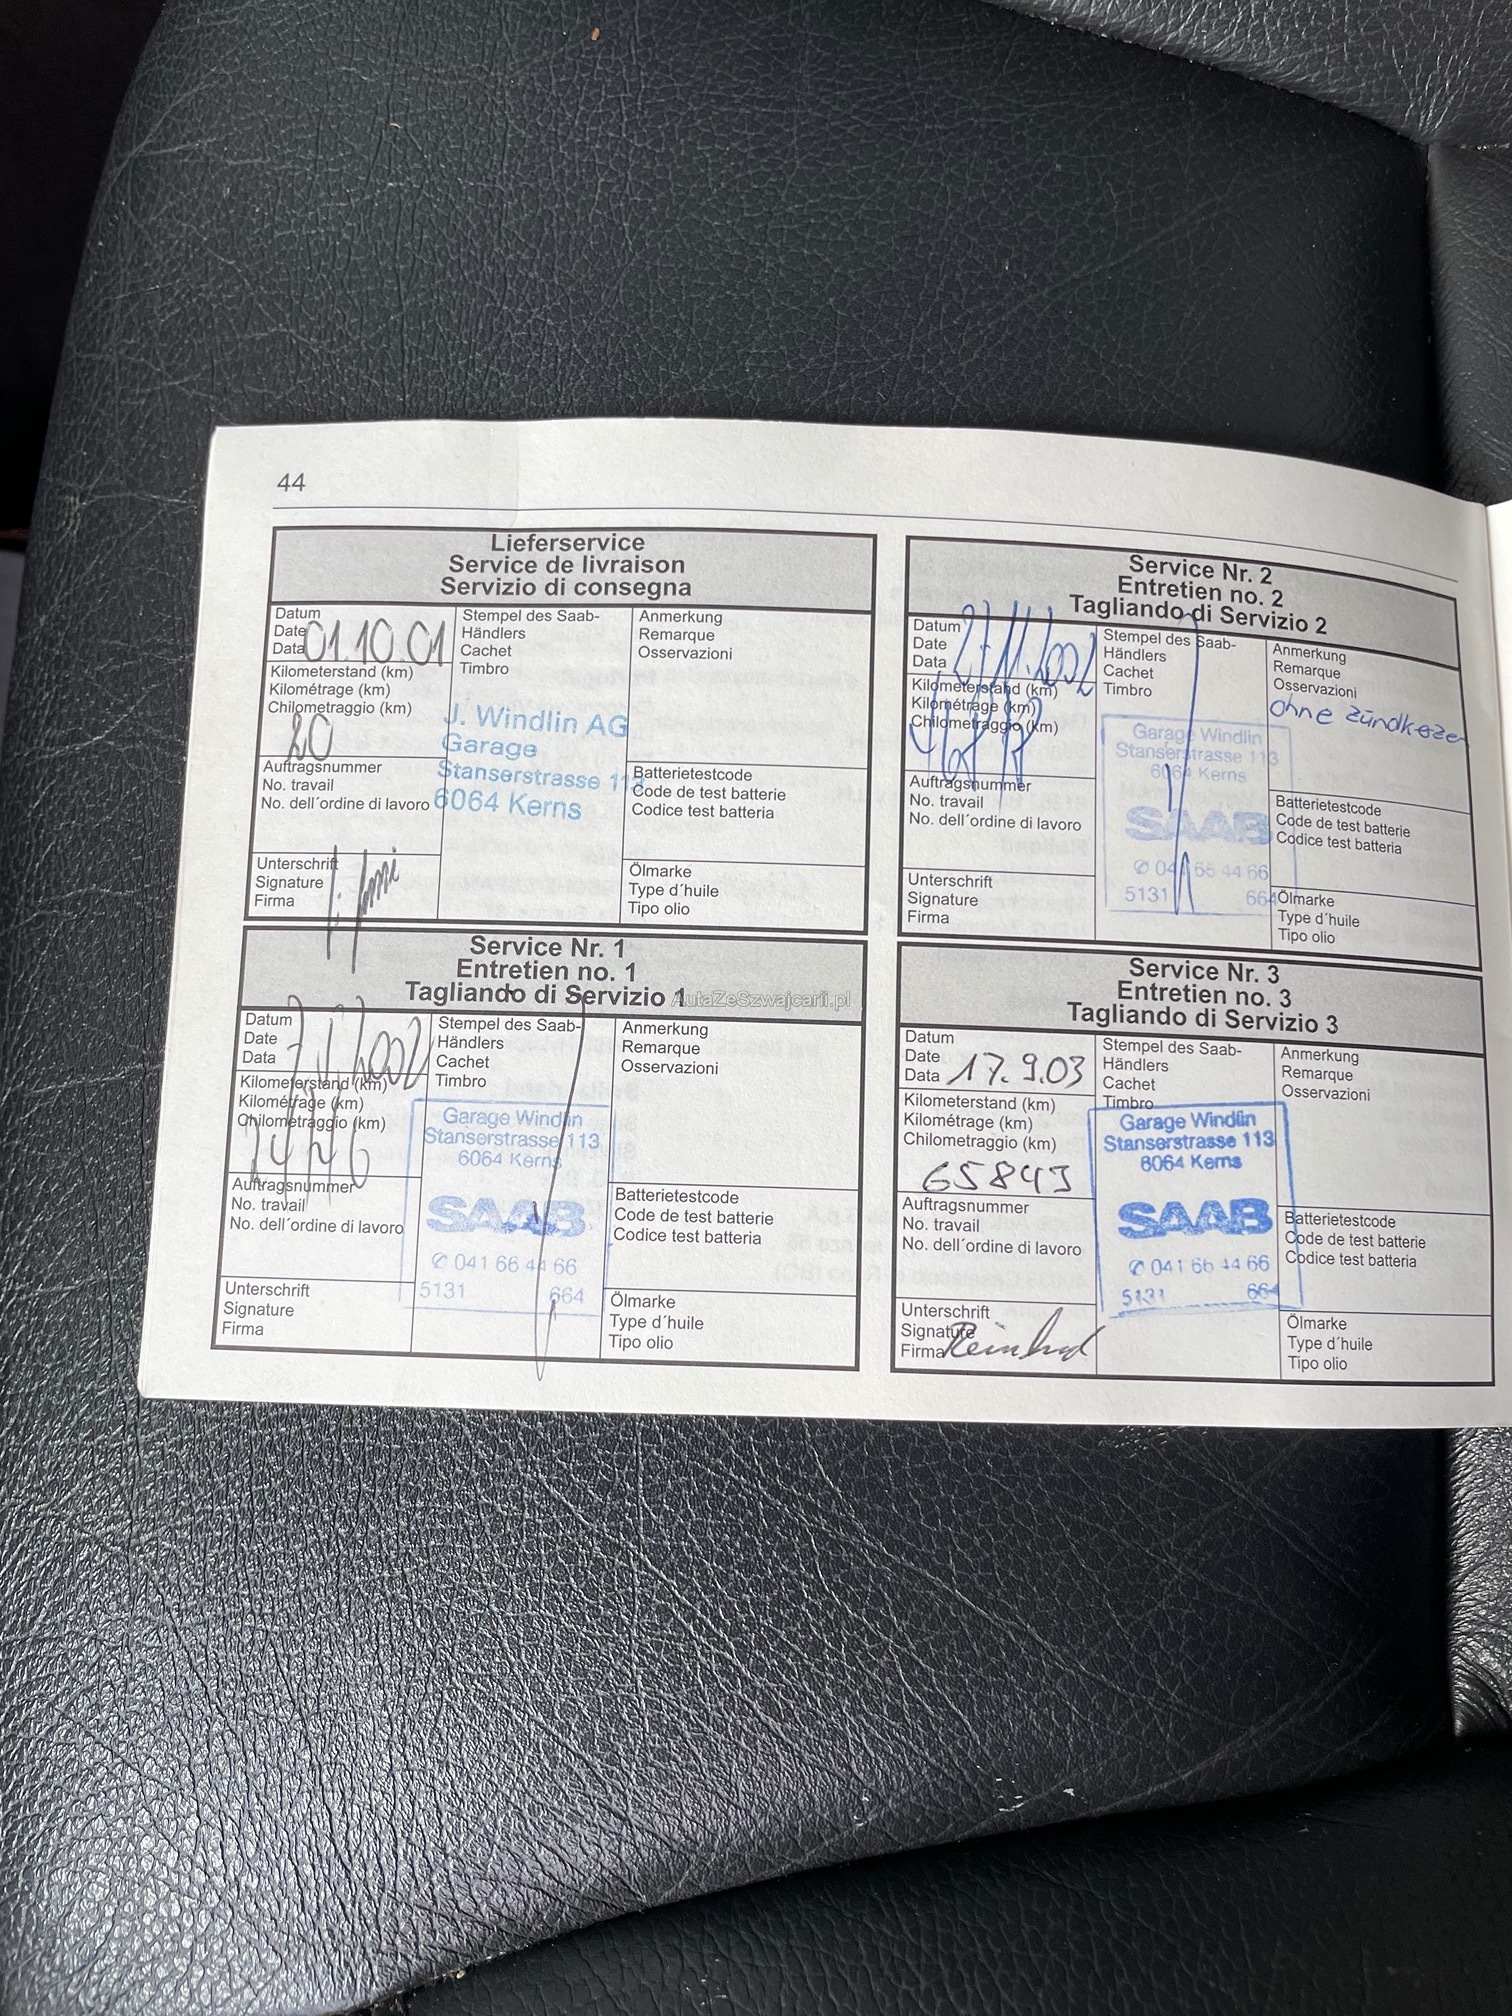 44
Lieferservice
Service de livraison
Servizio di consegna
Datum
Date
Data 01.10.01
Kilometerstand (km)
Kilométrage (km)
Chilometraggio (km)
20
Auftragsnummer
No. travail
No. dell´ordine di lavoro
Unterschrift
Signature
Firma
Stempel des Saab-
Händlers
Cachet
Timbro
J. Windlin AG
Garage
Stanserstrasse 113
6064 Kerns
Anmerkung
Remarque
Osservazioni
Batterietestcode
Code de test batterie
Codice test batteria
Ölmarke
Type d´huile
Tipo olio
Service Nr. 1
Entretien no. 1
Tagliando di Servizio 1
AutaZeSzwajcarii.pl
Datum
Date
Data
Kilometerstand (km)
Kilométrage (km)
Chilometraggio (km)
Auftragsnummer
No. travail
No. dell´ordine di lavoro
Unterschrift
Signature
Firma
Stempel des Saab-
Händlers
Cachet
Timbro
Garage Windlin
Stanserstrasse 113
6064 Kerns
SAAB
✆ 041 66 44 66
5131 664
Anmerkung
Remarque
Osservazioni
Batterietestcode
Code de test batterie
Codice test batteria
Ölmarke
Type d´huile
Tipo olio
Service Nr. 2
Entretien no. 2
Tagliando di Servizio 2
Datum
Date
Data
Kilometerstand (km)
Kilométrage (km)
Chilometraggio (km)
Auftragsnummer
No. travail
No. dell´ordine di lavoro
Unterschrift
Signature
Firma
Stempel des Saab-
Händlers
Cachet
Timbro
Garage Windlin
Stanserstrasse 113
6064 Kerns
SAAB
✆ 041 66 44 66
5131 664
Anmerkung
Remarque
Osservazioni
ohne Zündkezen
Batterietestcode
Code de test batterie
Codice test batteria
Ölmarke
Type d´huile
Tipo olio
Service Nr. 3
Entretien no. 3
Tagliando di Servizio 3
Datum
Date
Data 17.9.03
Kilometerstand (km)
Kilométrage (km)
Chilometraggio (km)
65843
Auftragsnummer
No. travail
No. dell´ordine di lavoro
Unterschrift
Signature
Firma
Stempel des Saab-
Händlers
Cachet
Timbro
Garage Windlin
Stanserstrasse 113
6064 Kerns
SAAB
✆ 041 66 44 66
5131 664
Anmerkung
Remarque
Osservazioni
Batterietestcode
Code de test batterie
Codice test batteria
Ölmarke
Type d´huile
Tipo olio